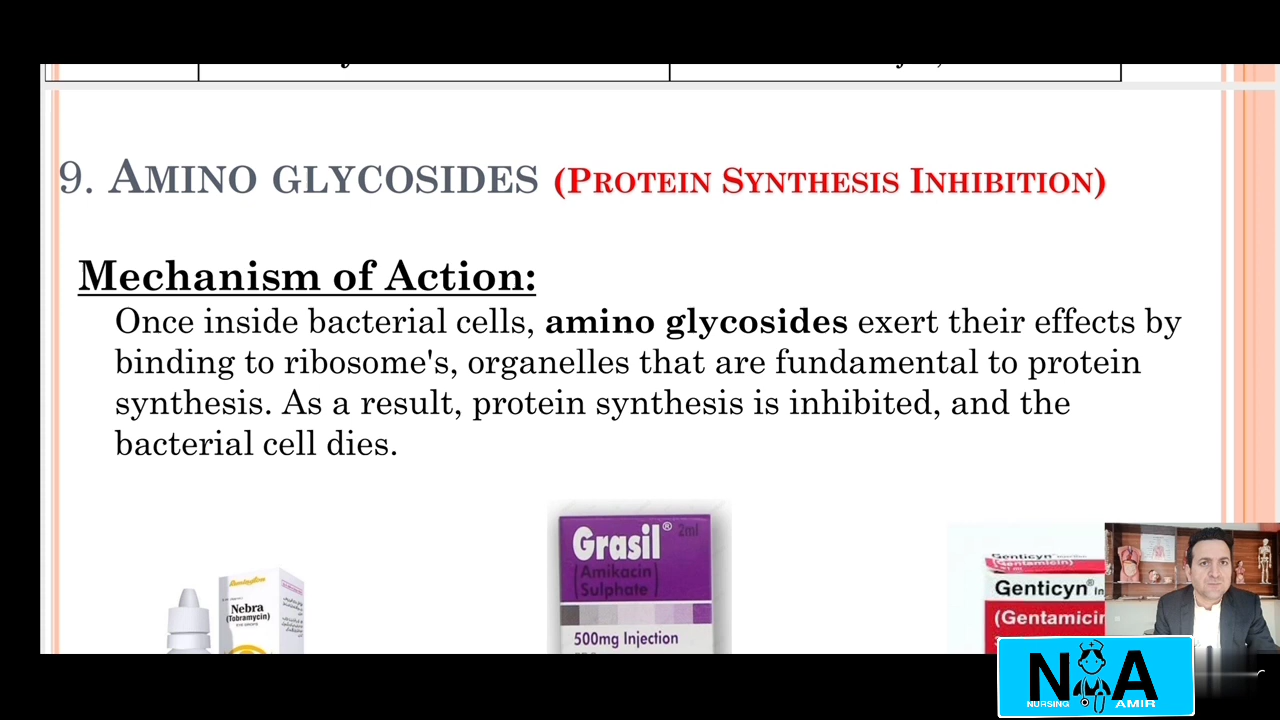 9. AMINO GLYCOSIDES (PROTEIN SYNTHESIS INHIBITION)
Mechanism of Action:
Once inside bacterial cells, amino glycosides exert their effects by
binding to ribosome's, organelles that are fundamental to protein
synthesis. As a result, protein synthesis is inhibited, and the
bacterial cell dies.
Nebra
(Tobramycin)
EYE DROPS
Grasil® 2ml
(Amikacin
Sulphate)
500mg Injection
Genticyn®
(Gentamicin)
Genticyn® In
(Gentamicin
NA
NURSING AMIR